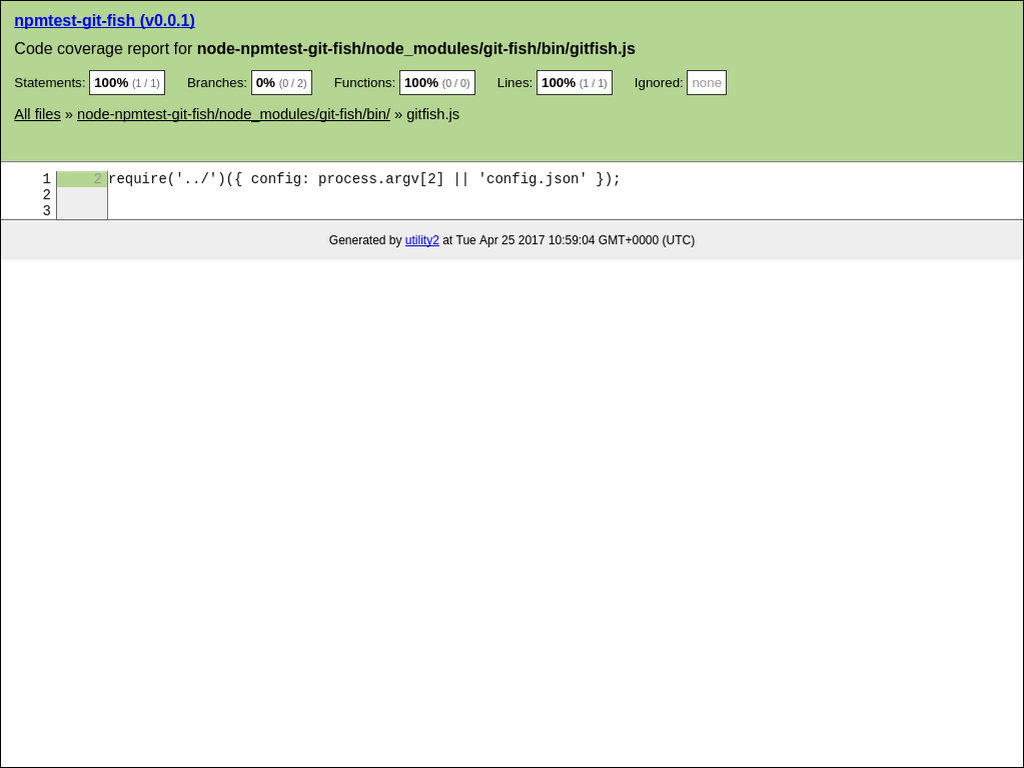 npmtest-git-fish (v0.0.1)
Code coverage report for node-npmtest-git-fish/node_modules/git-fish/bin/gitfish.js
Statements: 100% (1 / 1) Branches: 0% (0 / 2) Functions: 100% (0 / 0) Lines: 100% (1 / 1) Ignored: none
All files » node-npmtest-git-fish/node_modules/git-fish/bin/ » gitfish.js
1 2 require('../')({ config: process.argv[2] || 'config.json' });
2
3
Generated by utility2 at Tue Apr 25 2017 10:59:04 GMT+0000 (UTC)